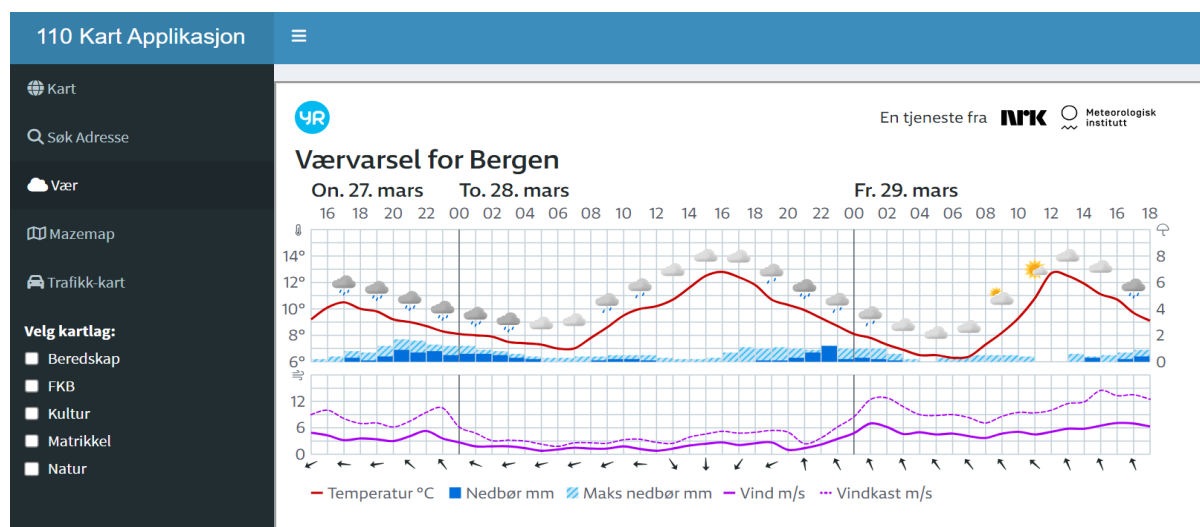 110 Kart Applikasjon
Kart
Søk Adresse
Vær
Mazemap
Trafikk-kart
Velg kartlag:
Beredskap
FKB
Kultur
Matrikkel
Natur
YR
En tjeneste fra NRK Meteorologisk institutt
Værvarsel for Bergen
On. 27. mars To. 28. mars Fr. 29. mars
16 18 20 22 00 02 04 06 08 10 12 14 16 18 20 22 00 02 04 06 08 10 12 14 16 18
14° 8
12° 6
10° 4
8° 2
6° 0
12
6
0
Temperatur °C Nedbør mm Maks nedbør mm Vind m/s Vindkast m/s